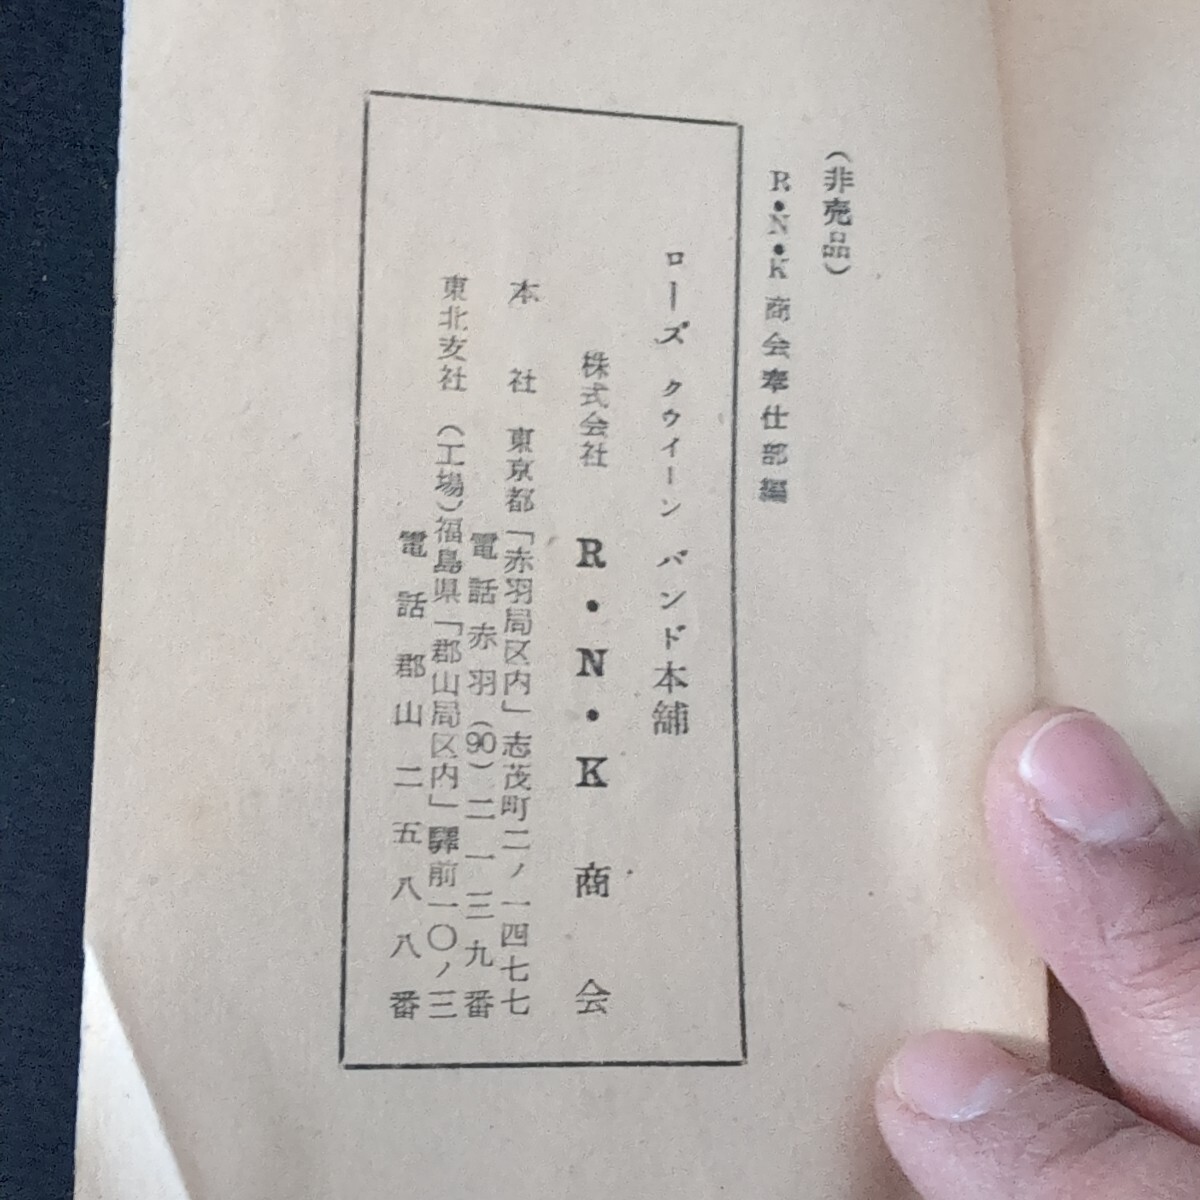 （非売品）
R・N・K商会奉仕部編
ローズ クウイーン バンド本舗
株式会社 R・N・K商会
本社 東京都「赤羽局区内」志茂町二ノ一四七七
電話赤羽（90）二一三九番
東北支社（工場）福島県「郡山局区内」驛前一〇ノ三
電話郡山二五八八番